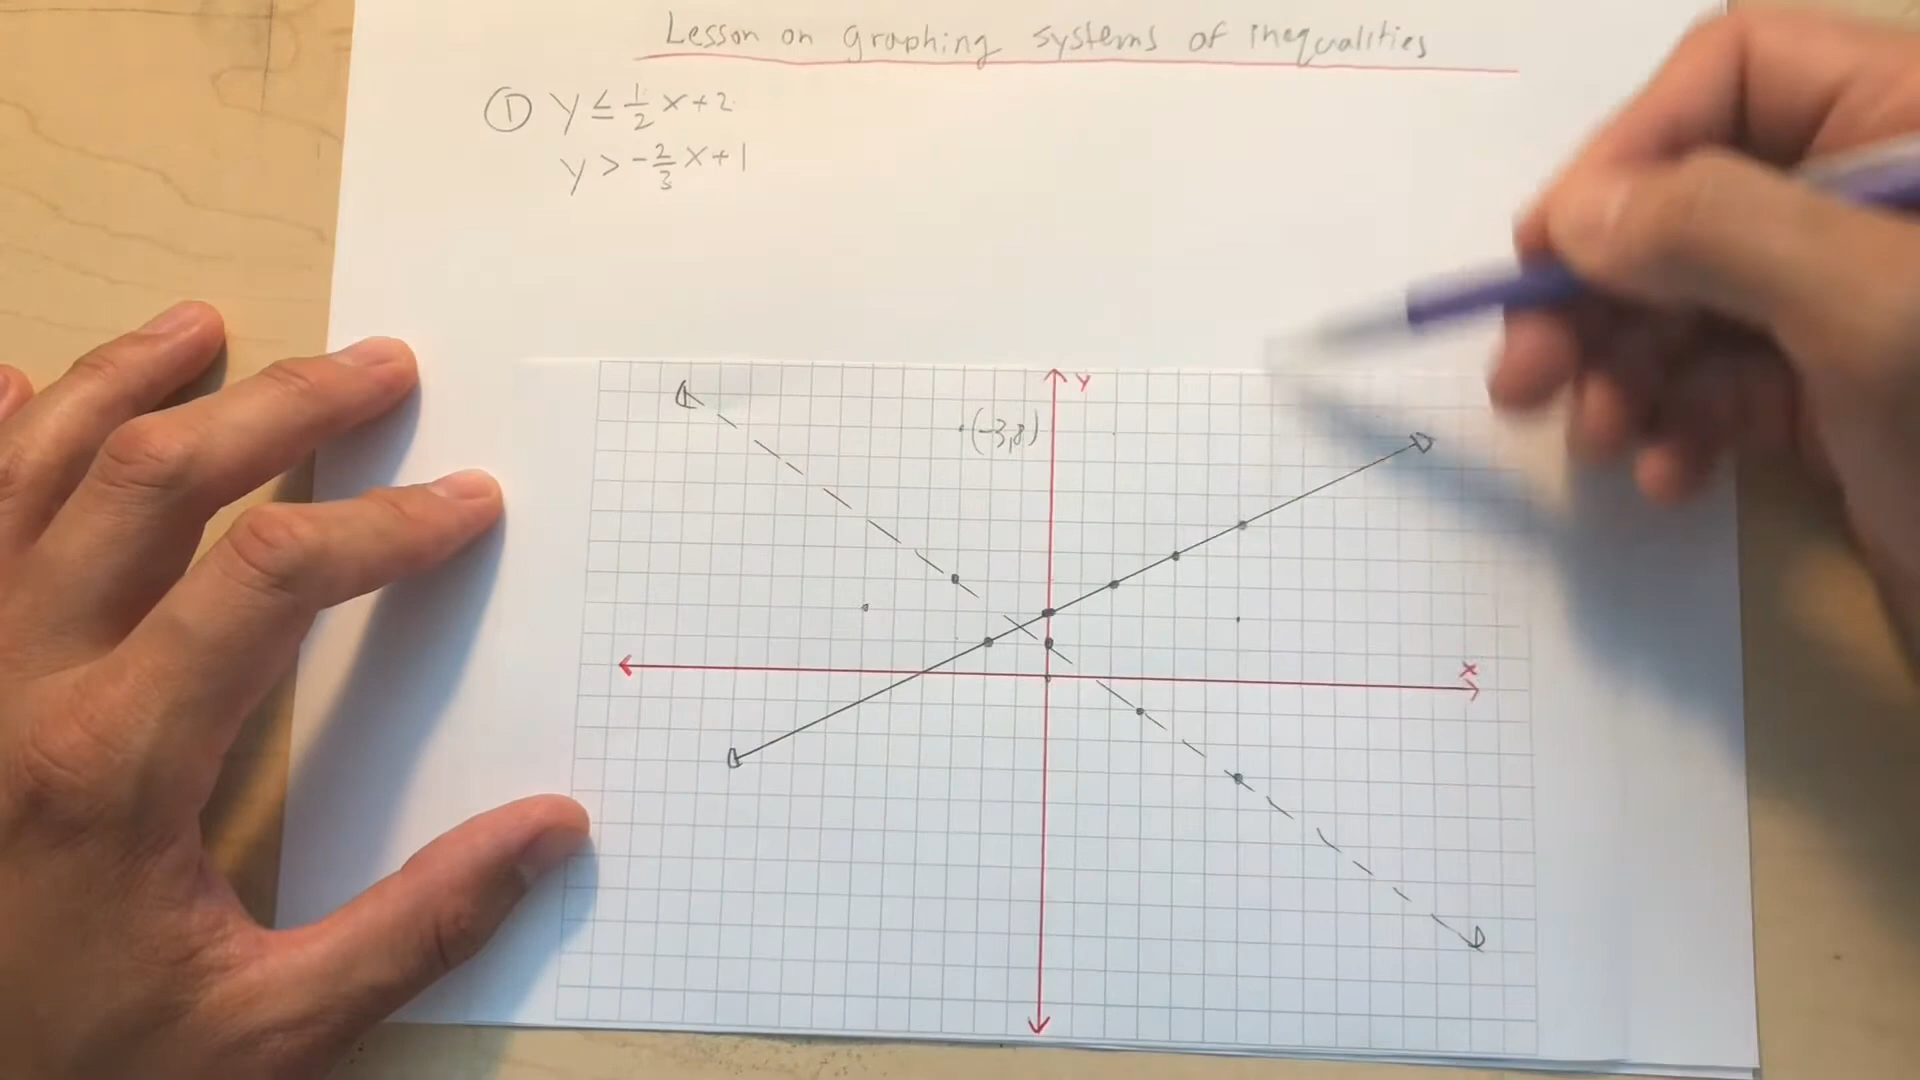 Lesson on graphing systems of inequalities
① y ≤ 1/2 x + 2
y > -2/3 x + 1
y
(-3,8)
x